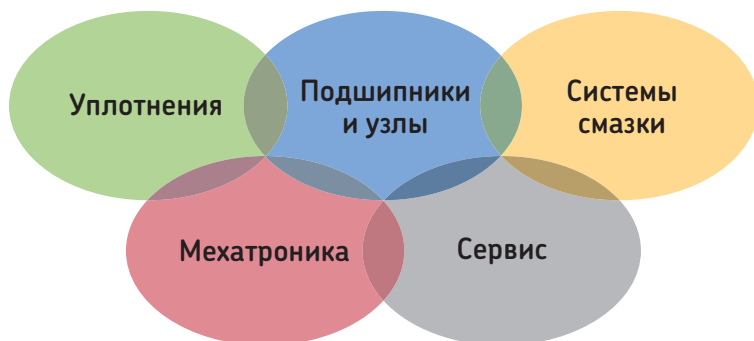 Уплотнения
Подшипники
и узлы
Системы
смазки
Мехатроника
Сервис